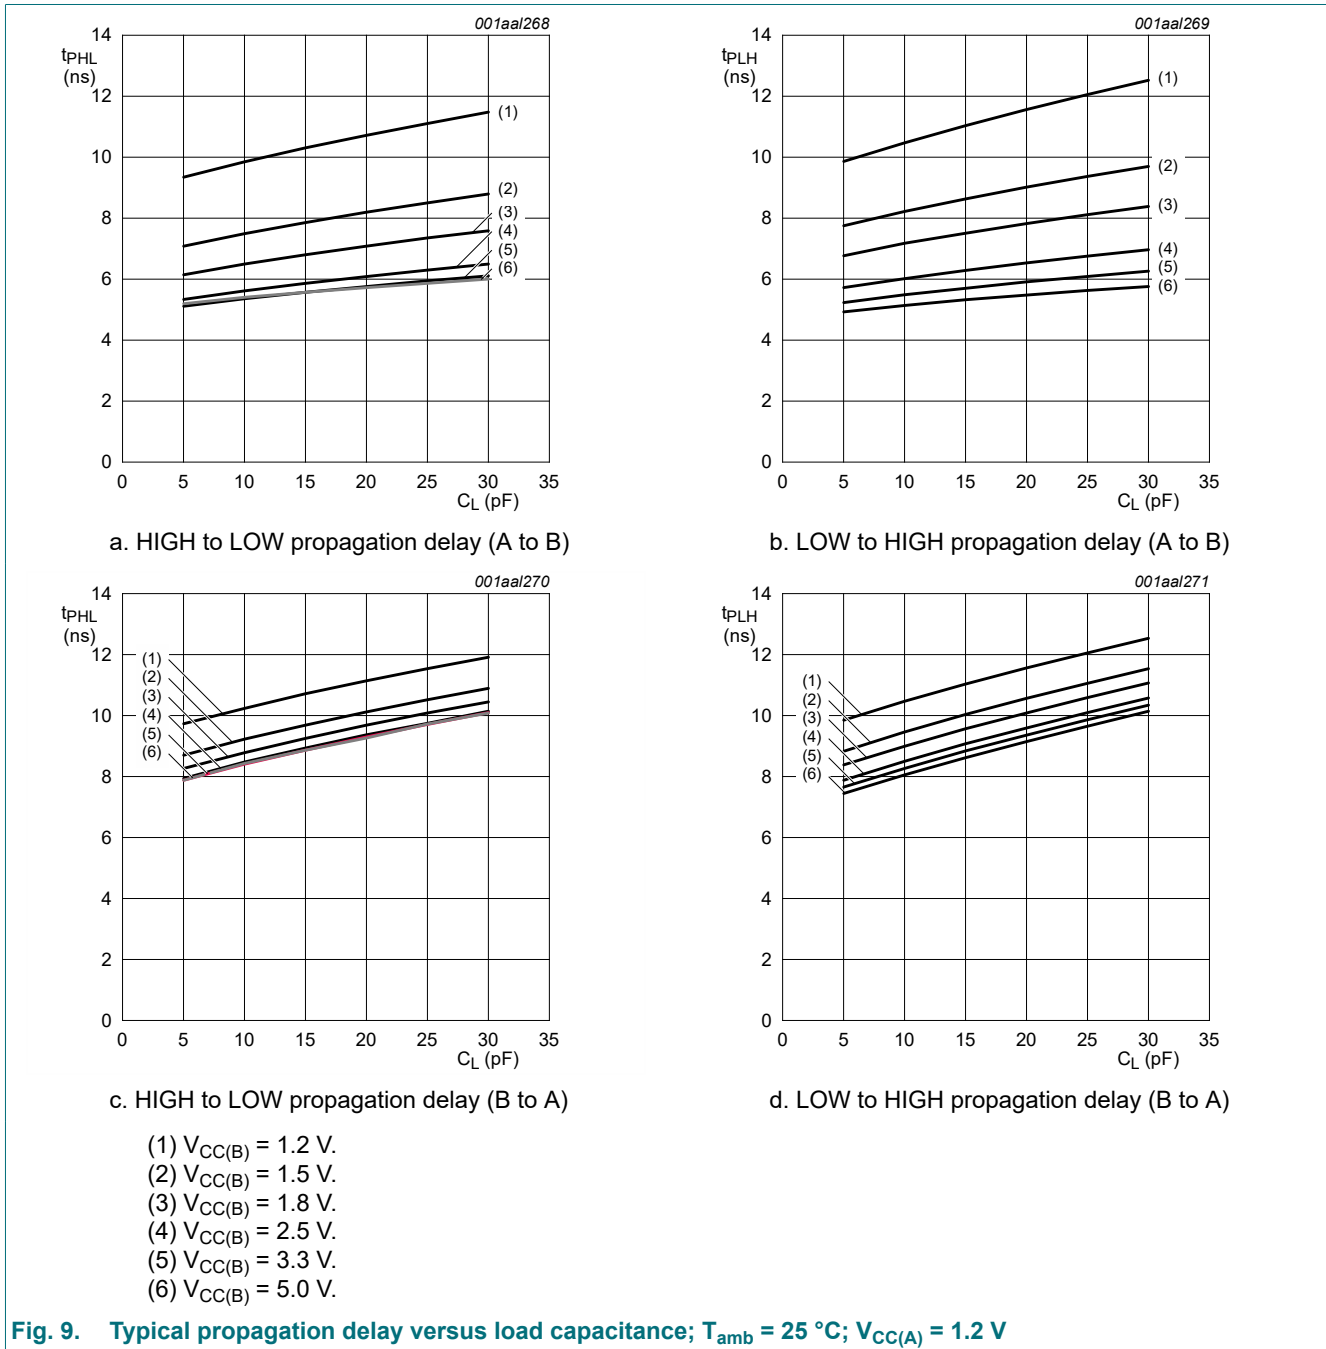 001aal268
14
tPHL
(ns)
12
10
8
6
4
2
0
0 5 10 15 20 25 30 35
CL (pF)
(1)
(2)
(3)
(4)
(5)
(6)
a. HIGH to LOW propagation delay (A to B)
001aal269
14
tPLH
(ns)
12
10
8
6
4
2
0
0 5 10 15 20 25 30 35
CL (pF)
(1)
(2)
(3)
(4)
(5)
(6)
b. LOW to HIGH propagation delay (A to B)
001aal270
14
tPHL
(ns)
12
10
8
6
4
2
0
0 5 10 15 20 25 30 35
CL (pF)
(1)
(2)
(3)
(4)
(5)
(6)
c. HIGH to LOW propagation delay (B to A)
001aal271
14
tPLH
(ns)
12
10
8
6
4
2
0
0 5 10 15 20 25 30 35
CL (pF)
(1)
(2)
(3)
(4)
(5)
(6)
d. LOW to HIGH propagation delay (B to A)
(1) VCC(B) = 1.2 V.
(2) VCC(B) = 1.5 V.
(3) VCC(B) = 1.8 V.
(4) VCC(B) = 2.5 V.
(5) VCC(B) = 3.3 V.
(6) VCC(B) = 5.0 V.
Fig. 9. Typical propagation delay versus load capacitance; Tamb = 25 °C; VCC(A) = 1.2 V